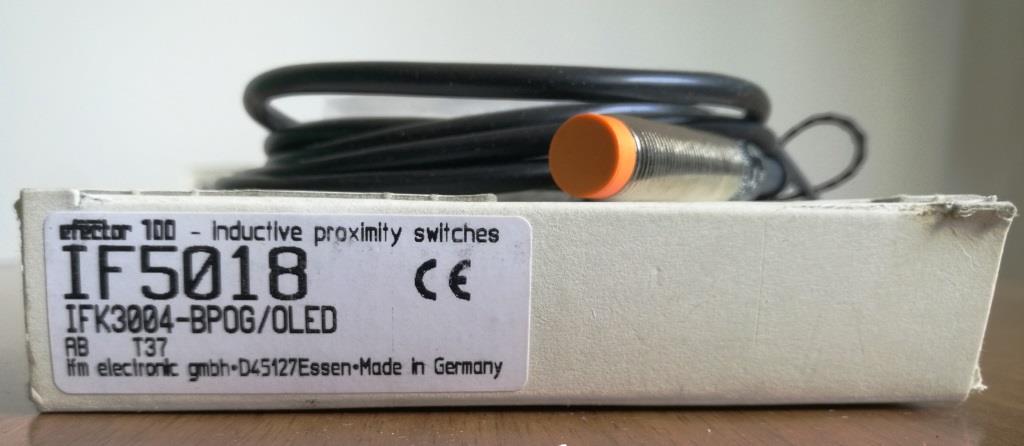 efector 100 - inductive proximity switches
IF5018
CE
IFK3004-BPOG/OLED
AB T37
ifm electronic gmbh•D45127Essen•Made in Germany